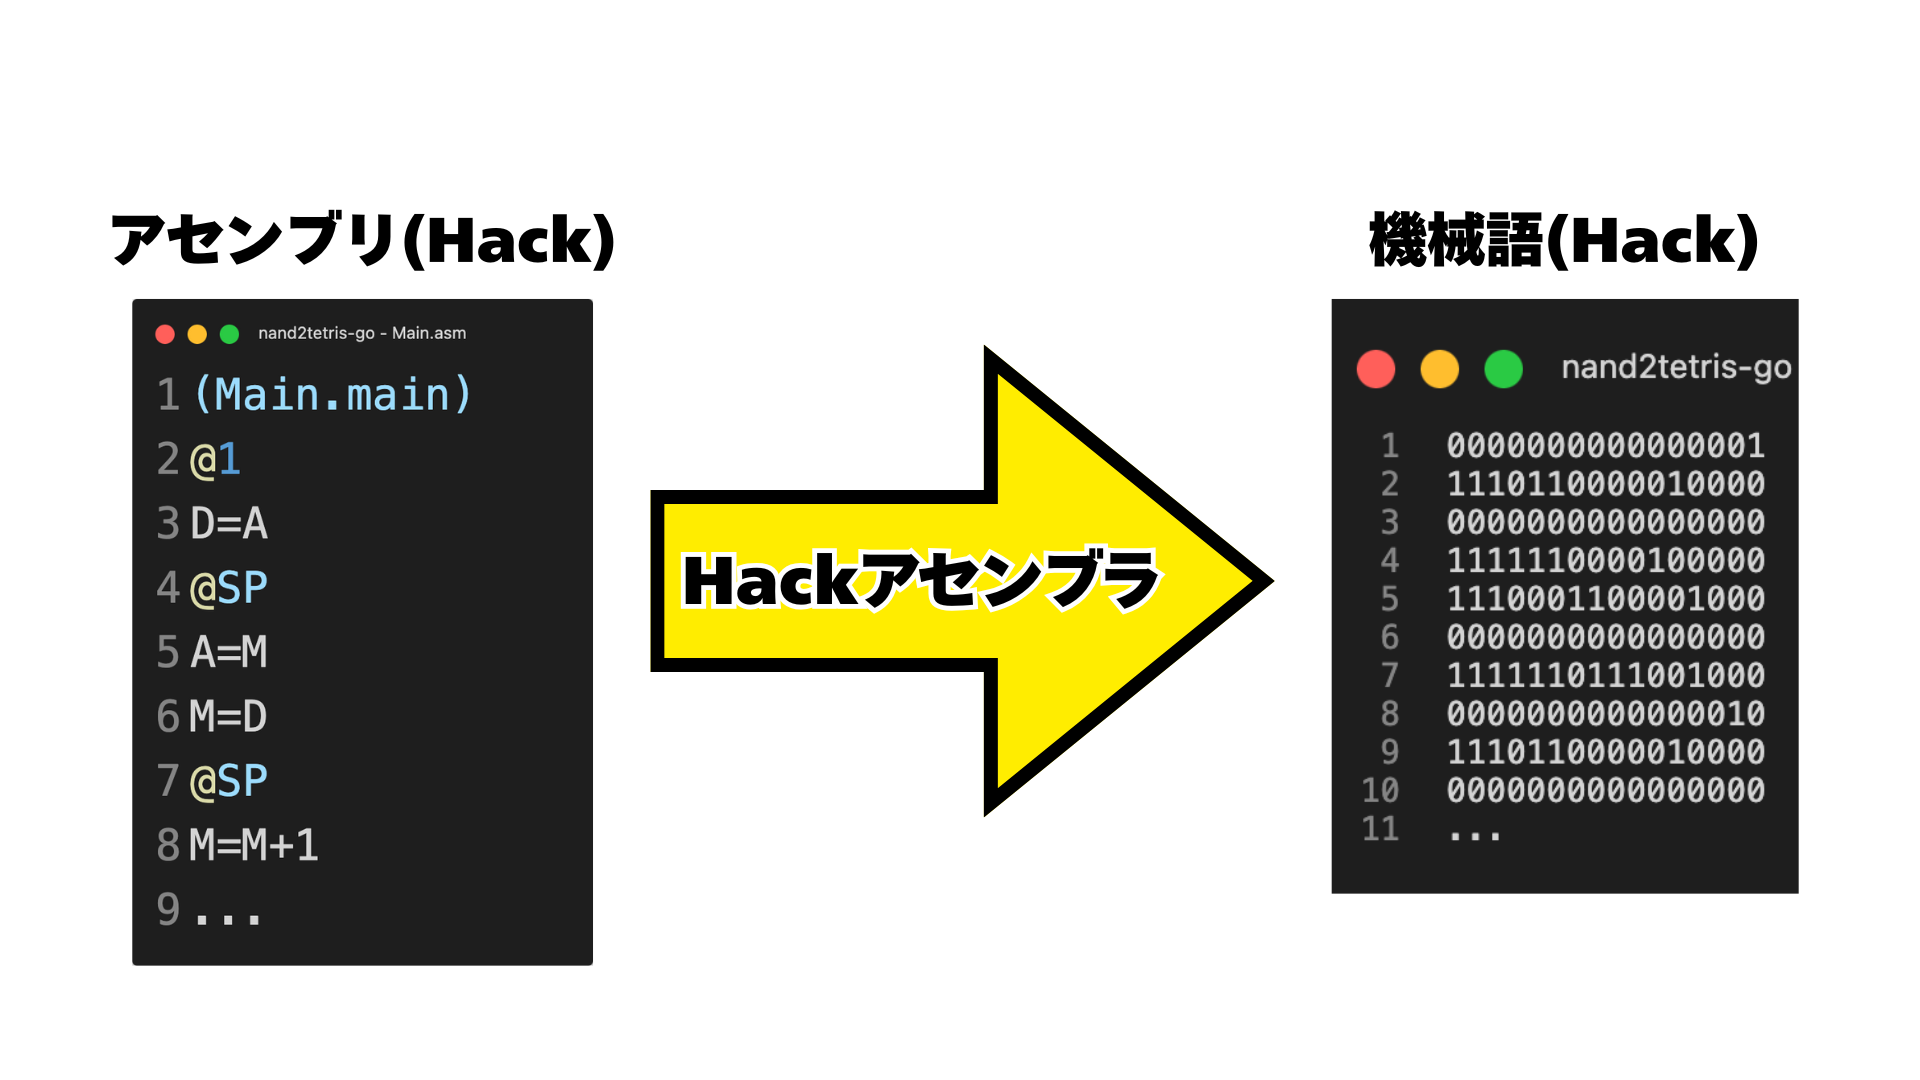 アセンブリ(Hack)
nand2tetris-go - Main.asm
1 (Main.main)
2 @1
3 D=A
4 @SP
5 A=M
6 M=D
7 @SP
8 M=M+1
9 ...
Hackアセンブラ
機械語(Hack)
nand2tetris-go
1 0000000000000001
2 1110110000010000
3 0000000000000000
4 1111110000100000
5 1110001100001000
6 0000000000000000
7 1111110111001000
8 0000000000000010
9 1110110000010000
10 0000000000000000
11 ...